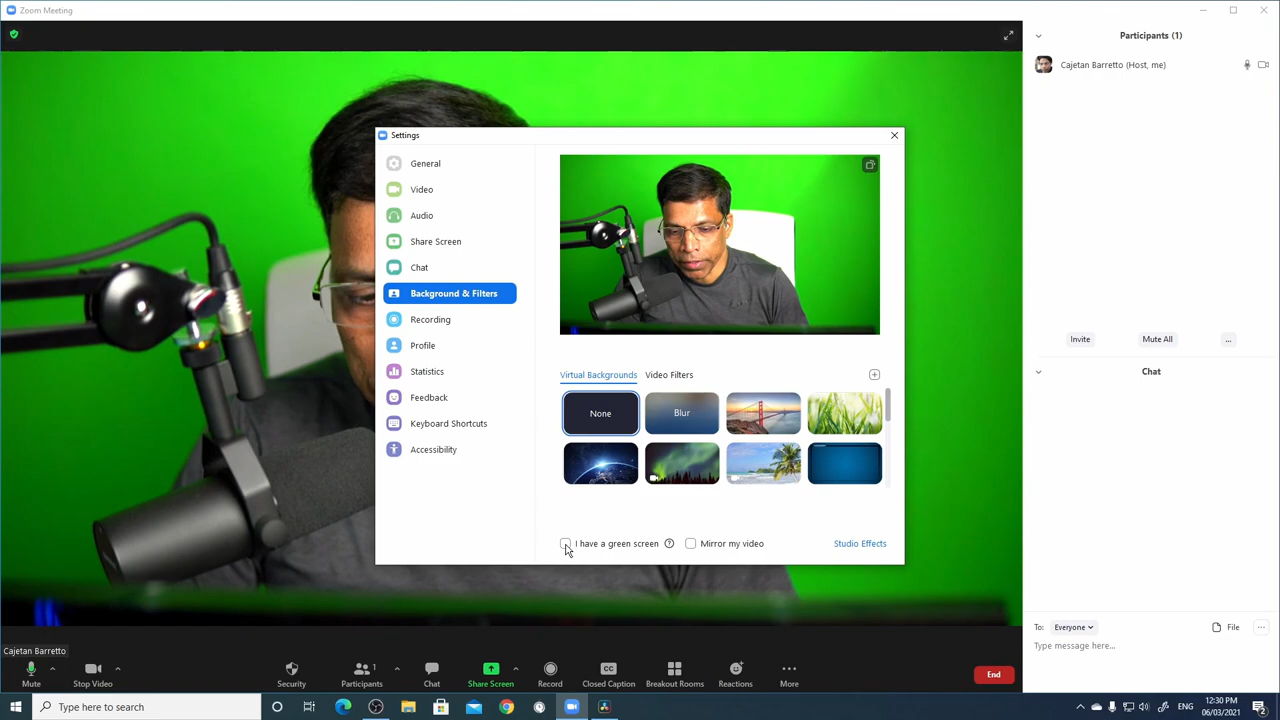 Zoom Meeting
Settings
General
Video
Audio
Share Screen
Chat
Background & Filters
Recording
Profile
Statistics
Feedback
Keyboard Shortcuts
Accessibility
Virtual Backgrounds
Video Filters
None
Blur
I have a green screen
?
Mirror my video
Studio Effects
Participants (1)
Cajetan Barretto (Host, me)
Invite
Mute All
...
Chat
To: Everyone
File
...
Type message here...
Cajetan Barretto
Mute
Stop Video
Security
1
Participants
Chat
Share Screen
Record
CC
Closed Caption
Breakout Rooms
Reactions
More
End
Type here to search
ENG
12:30 PM
06/03/2021
2